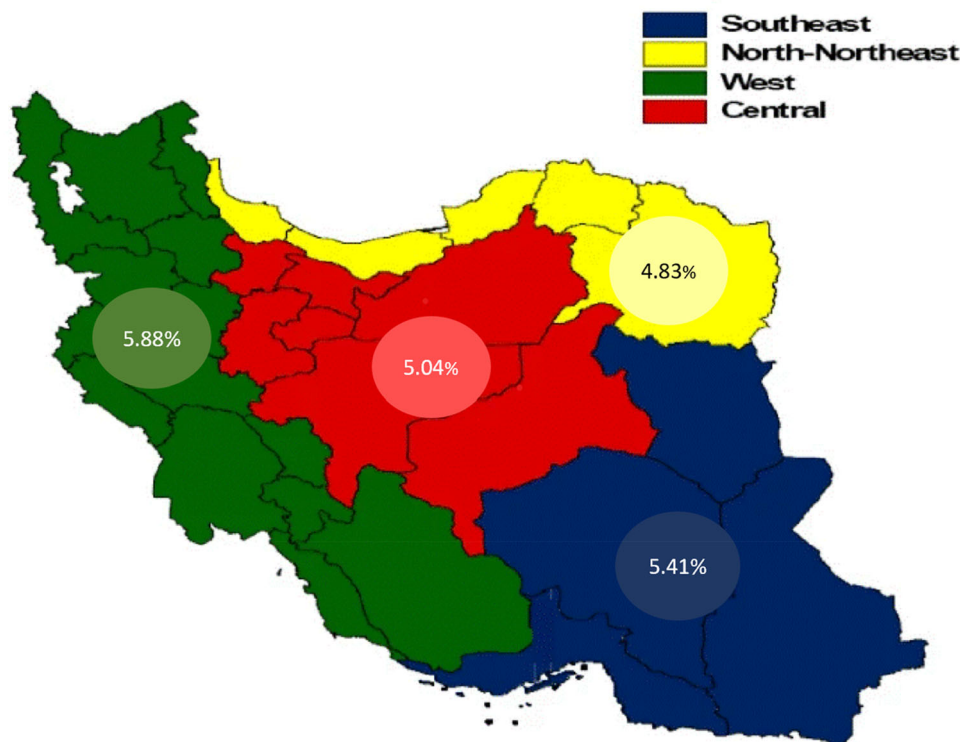 Southeast
North-Northeast
West
Central
4.83%
5.88%
5.04%
5.41%